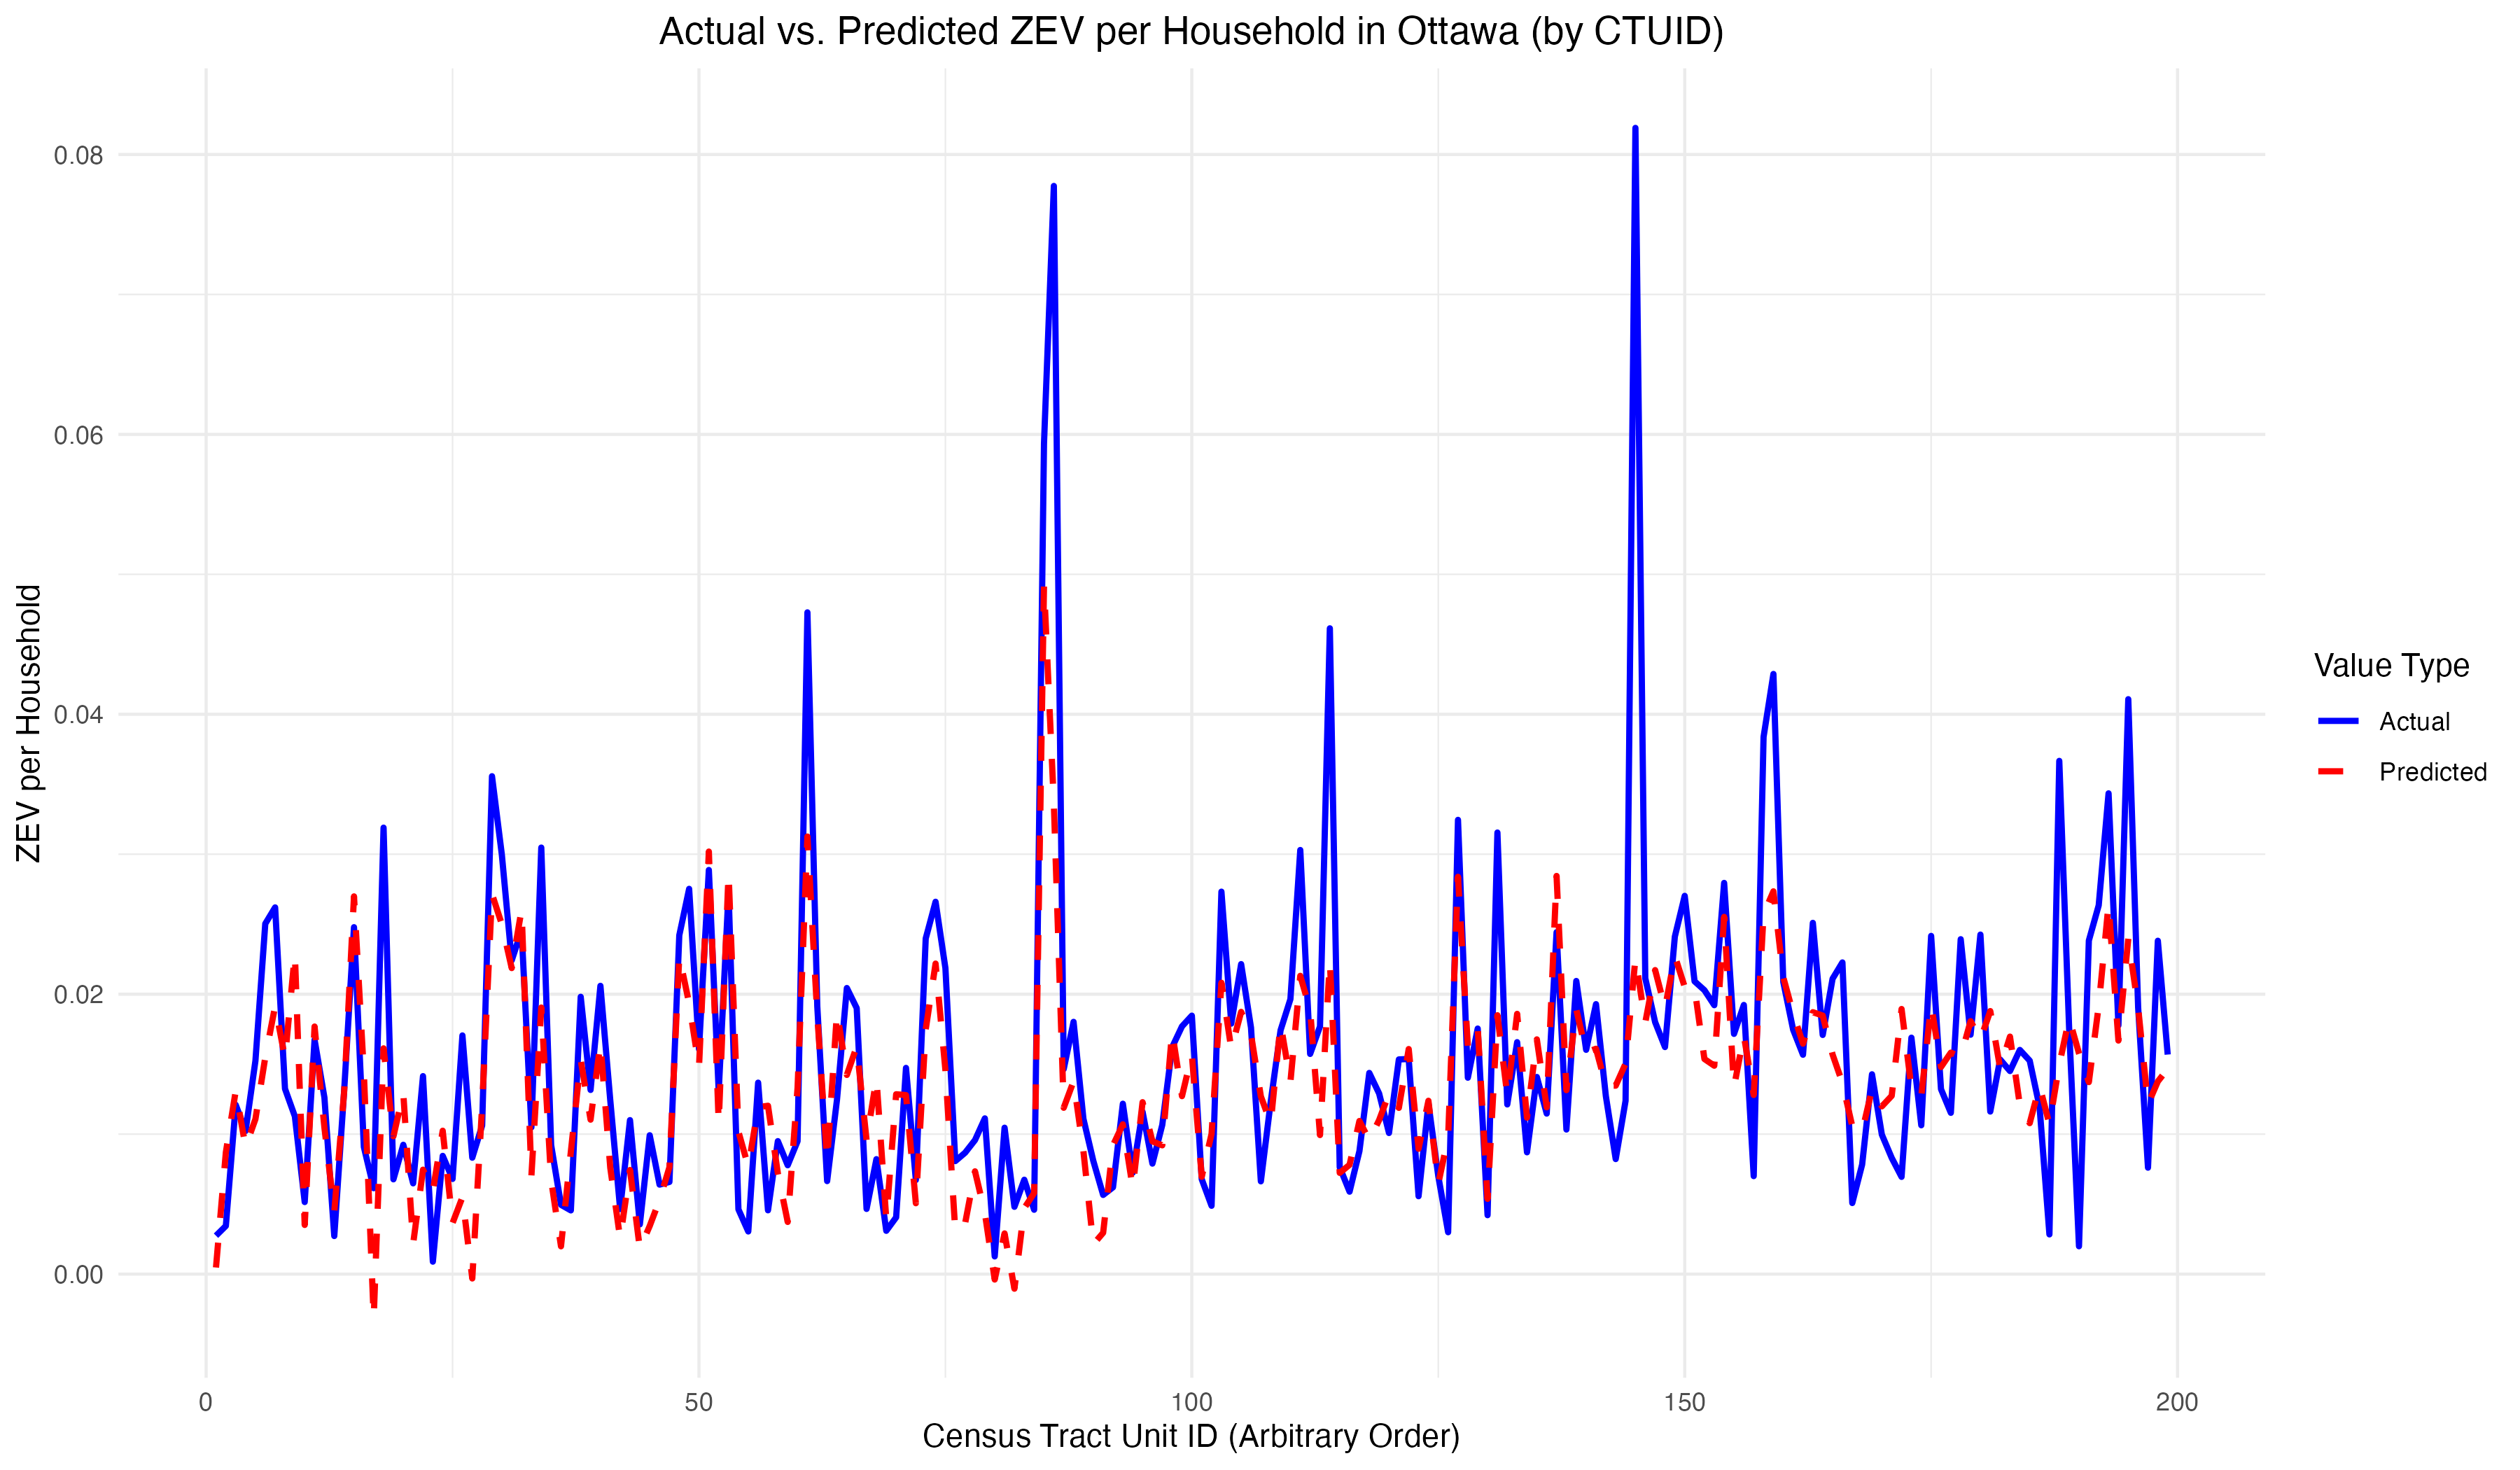 Actual vs. Predicted ZEV per Household in Ottawa (by CTUID)
ZEV per Household
0.08
0.06
0.04
0.02
0.00
0 50 100 150 200
Census Tract Unit ID (Arbitrary Order)
Value Type
Actual
Predicted